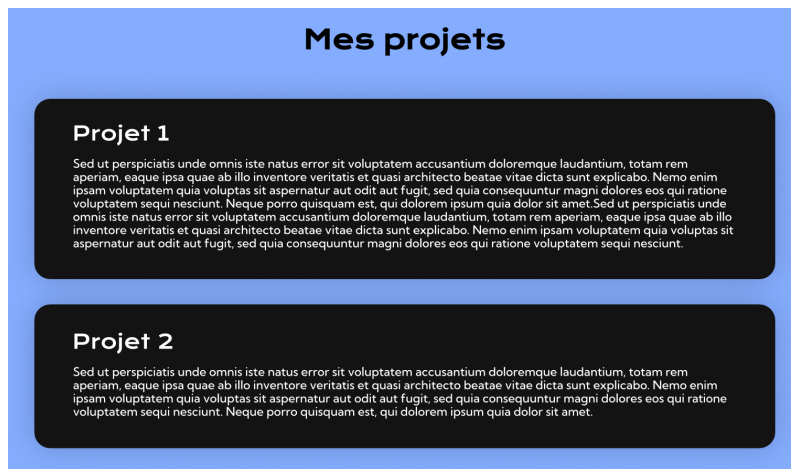 Mes projets
Projet 1
Sed ut perspiciatis unde omnis iste natus error sit voluptatem accusantium doloremque laudantium, totam rem
aperiam, eaque ipsa quae ab illo inventore veritatis et quasi architecto beatae vitae dicta sunt explicabo. Nemo enim
ipsam voluptatem quia voluptas sit aspernatur aut odit aut fugit, sed quia consequuntur magni dolores eos qui ratione
voluptatem sequi nesciunt. Neque porro quisquam est, qui dolorem ipsum quia dolor sit amet.Sed ut perspiciatis unde
omnis iste natus error sit voluptatem accusantium doloremque laudantium, totam rem aperiam, eaque ipsa quae ab illo
inventore veritatis et quasi architecto beatae vitae dicta sunt explicabo. Nemo enim ipsam voluptatem quia voluptas sit
aspernatur aut odit aut fugit, sed quia consequuntur magni dolores eos qui ratione voluptatem sequi nesciunt.
Projet 2
Sed ut perspiciatis unde omnis iste natus error sit voluptatem accusantium doloremque laudantium, totam rem
aperiam, eaque ipsa quae ab illo inventore veritatis et quasi architecto beatae vitae dicta sunt explicabo. Nemo enim
ipsam voluptatem quia voluptas sit aspernatur aut odit aut fugit, sed quia consequuntur magni dolores eos qui ratione
voluptatem sequi nesciunt. Neque porro quisquam est, qui dolorem ipsum quia dolor sit amet.